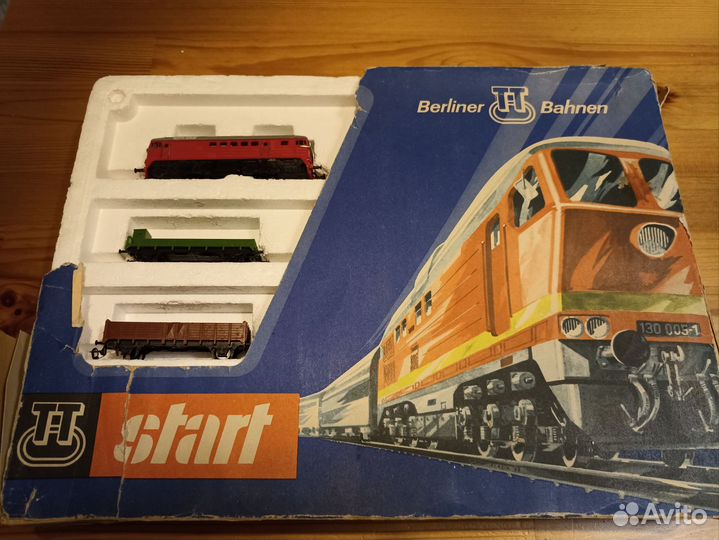 Berliner TT Bahnen
130 005-1
TT start
Avito